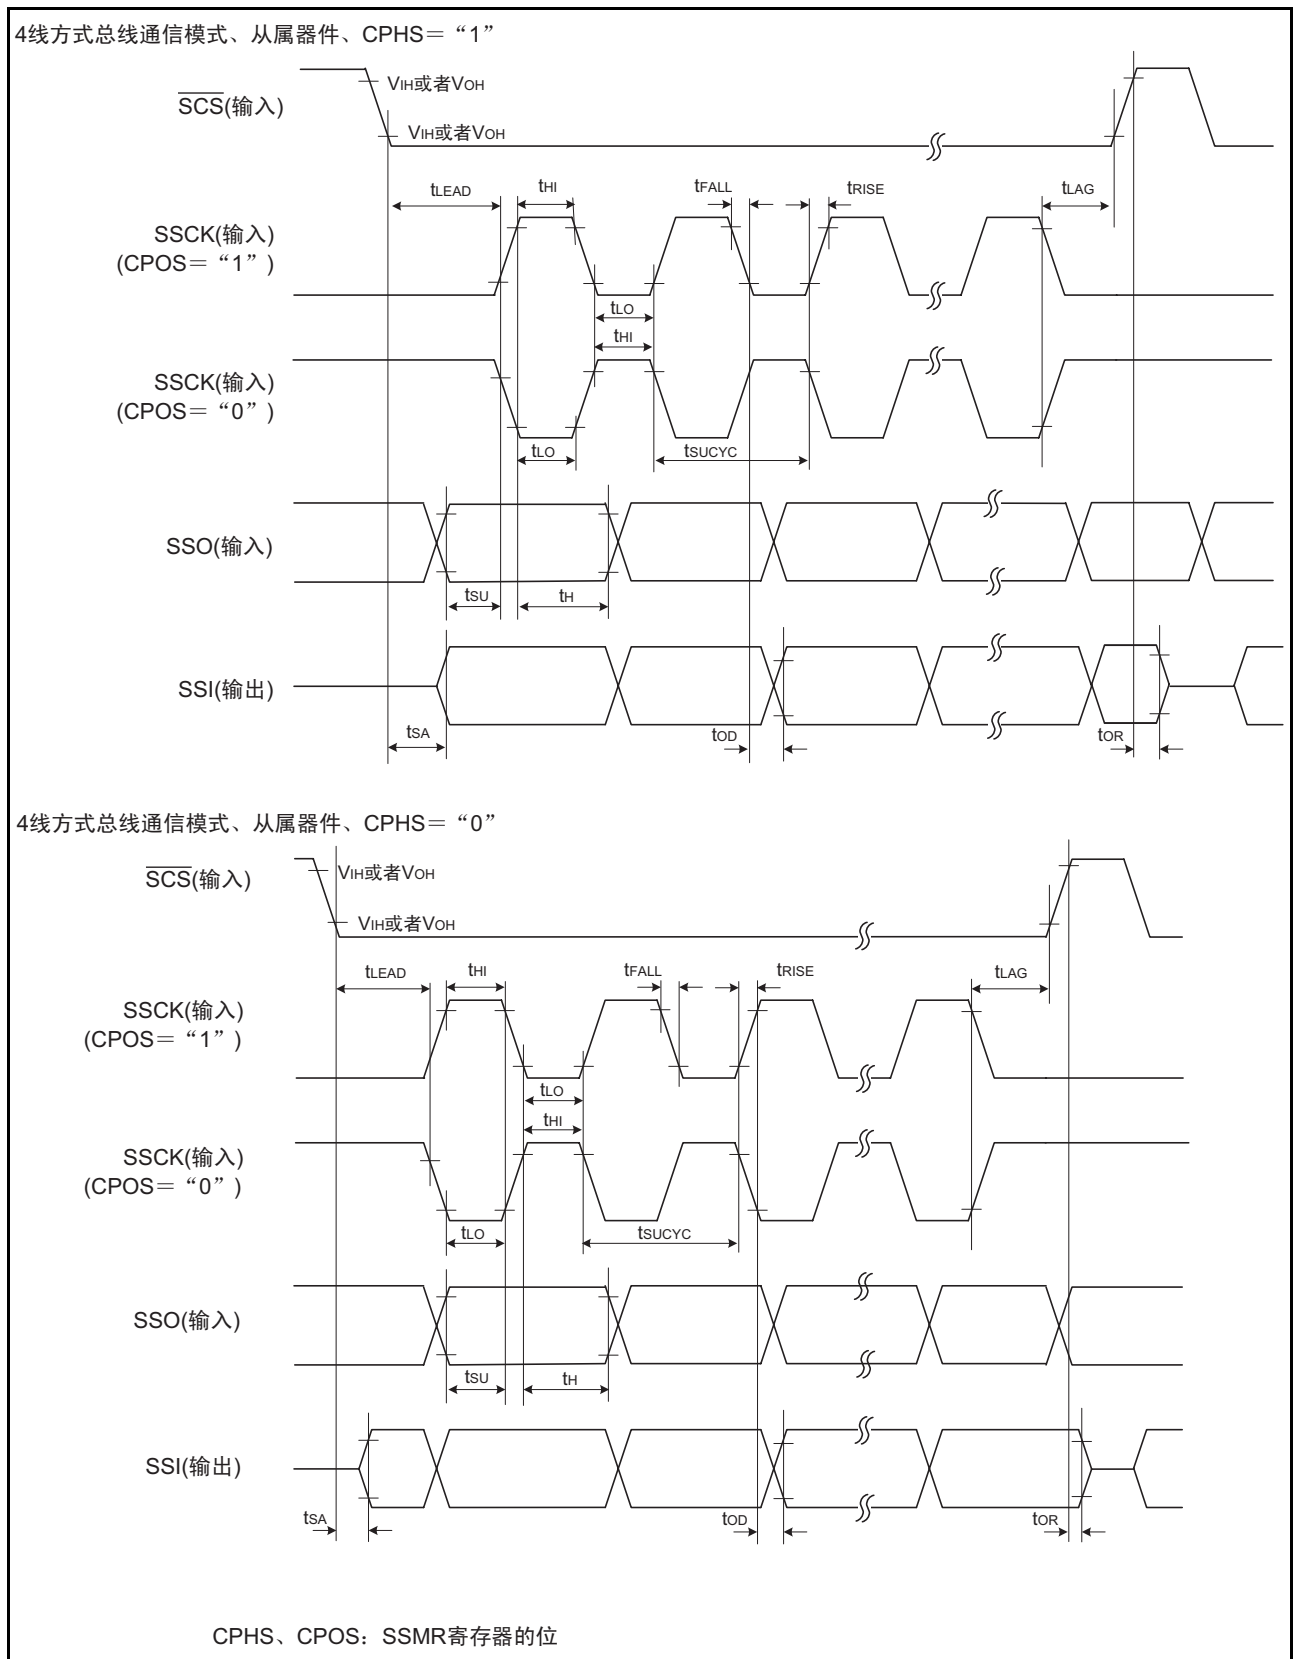 4线方式总线通信模式、从属器件、CPHS＝“1”
VIH或者VOH
SCS(输入)
VIH或者VOH
tLEAD tHI tFALL tRISE tLAG
SSCK(输入)
(CPOS＝“1”)
tLO
tHI
SSCK(输入)
(CPOS＝“0”)
tLO tSUCYC
SSO(输入)
tSU tH
SSI(输出)
tSA tOD tOR
4线方式总线通信模式、从属器件、CPHS＝“0”
VIH或者VOH
SCS(输入)
VIH或者VOH
tLEAD tHI tFALL tRISE tLAG
SSCK(输入)
(CPOS＝“1”)
tLO
tHI
SSCK(输入)
(CPOS＝“0”)
tLO tSUCYC
SSO(输入)
tSU tH
SSI(输出)
tSA tOD tOR
CPHS、CPOS：SSMR寄存器的位